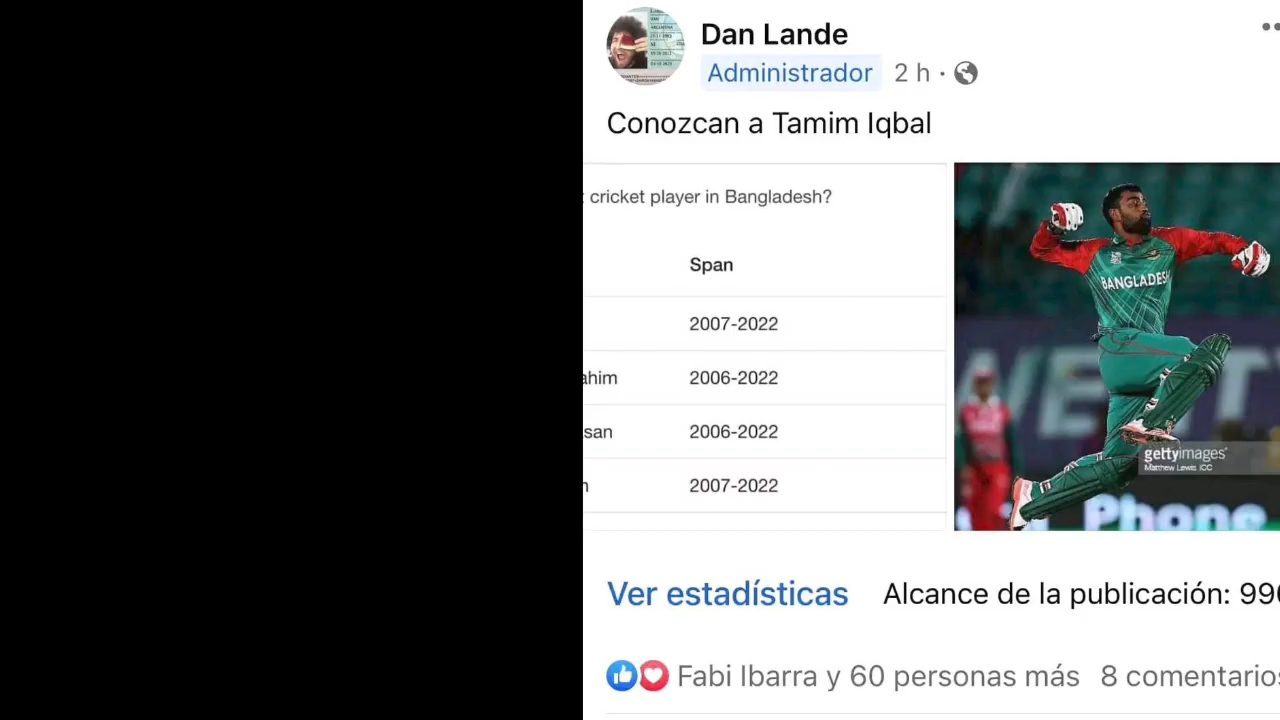 Dan Lande
Administrador 2 h ·
Conozcan a Tamim Iqbal
cricket player in Bangladesh?
Span
2007-2022
ahim 2006-2022
san 2006-2022
2007-2022
BANGLADESH
gettyimages
Matthew Lewis ICC
Phone
Ver estadísticas Alcance de la publicación: 990
Fabi Ibarra y 60 personas más 8 comentarios